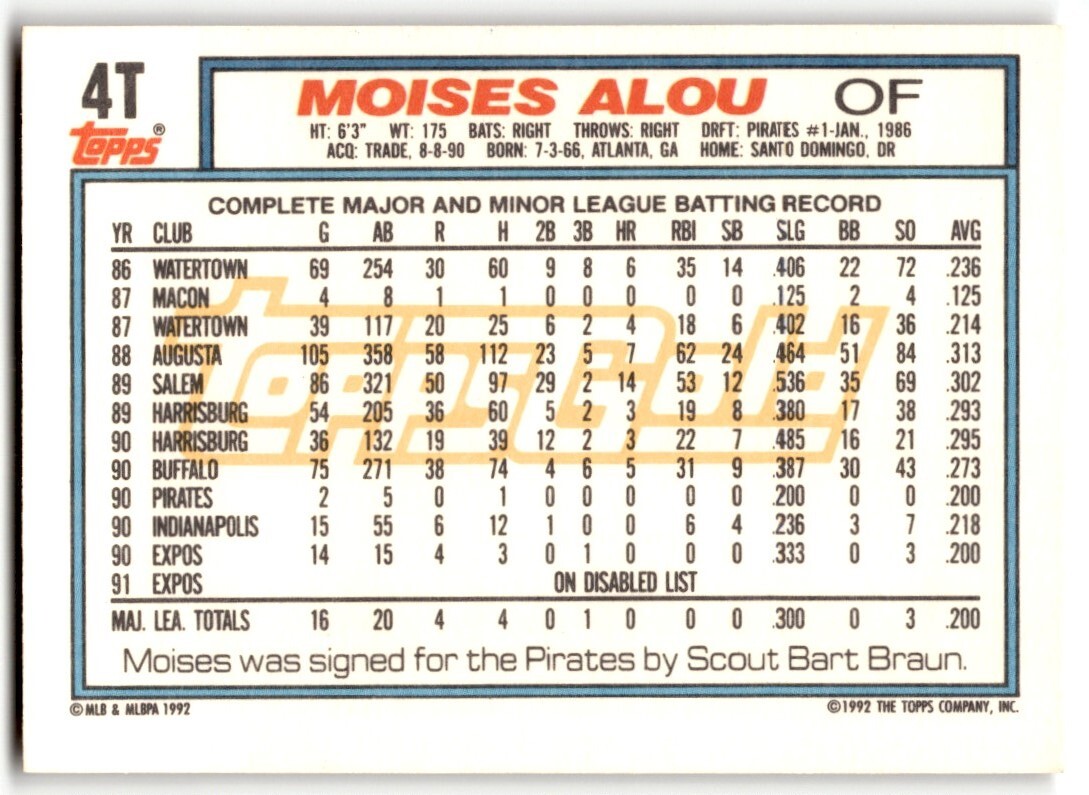 4T
Topps®
MOISES ALOU OF
HT: 6'3" WT: 175 BATS: RIGHT THROWS: RIGHT DRFT: PIRATES #1-JAN., 1986
ACQ: TRADE, 8-8-90 BORN: 7-3-66, ATLANTA, GA HOME: SANTO DOMINGO, DR
COMPLETE MAJOR AND MINOR LEAGUE BATTING RECORD
YR CLUB G AB R H 2B 3B HR RBI SB SLG BB SO AVG
86 WATERTOWN 69 254 30 60 9 8 6 35 14 .406 22 72 .236
87 MACON 4 8 1 1 0 0 0 0 0 .125 2 4 .125
87 WATERTOWN 39 117 20 25 6 2 4 18 6 .402 16 36 .214
88 AUGUSTA 105 358 58 112 23 5 7 62 24 .464 51 84 .313
89 SALEM 86 321 50 97 29 2 14 53 12 .536 35 69 .302
89 HARRISBURG 54 205 36 60 5 2 3 19 8 .380 17 38 .293
90 HARRISBURG 36 132 19 39 12 2 3 22 7 .485 16 21 .295
90 BUFFALO 75 271 38 74 4 6 5 31 9 .387 30 43 .273
90 PIRATES 2 5 0 1 0 0 0 0 0 .200 0 0 .200
90 INDIANAPOLIS 15 55 6 12 1 0 0 6 4 .236 3 7 .218
90 EXPOS 14 15 4 3 0 1 0 0 0 .333 0 3 .200
91 EXPOS ON DISABLED LIST
MAJ. LEA. TOTALS 16 20 4 4 0 1 0 0 0 .300 0 3 .200
ToppsGold
Moises was signed for the Pirates by Scout Bart Braun.
© MLB & MLBPA 1992 ©1992 THE TOPPS COMPANY, INC.